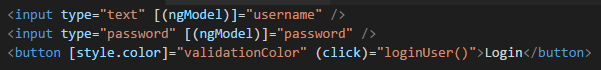 <input type="text" [(ngModel)]="username" />
<input type="password" [(ngModel)]="password" />
<button [style.color]="validationColor" (click)="loginUser()">Login</button>